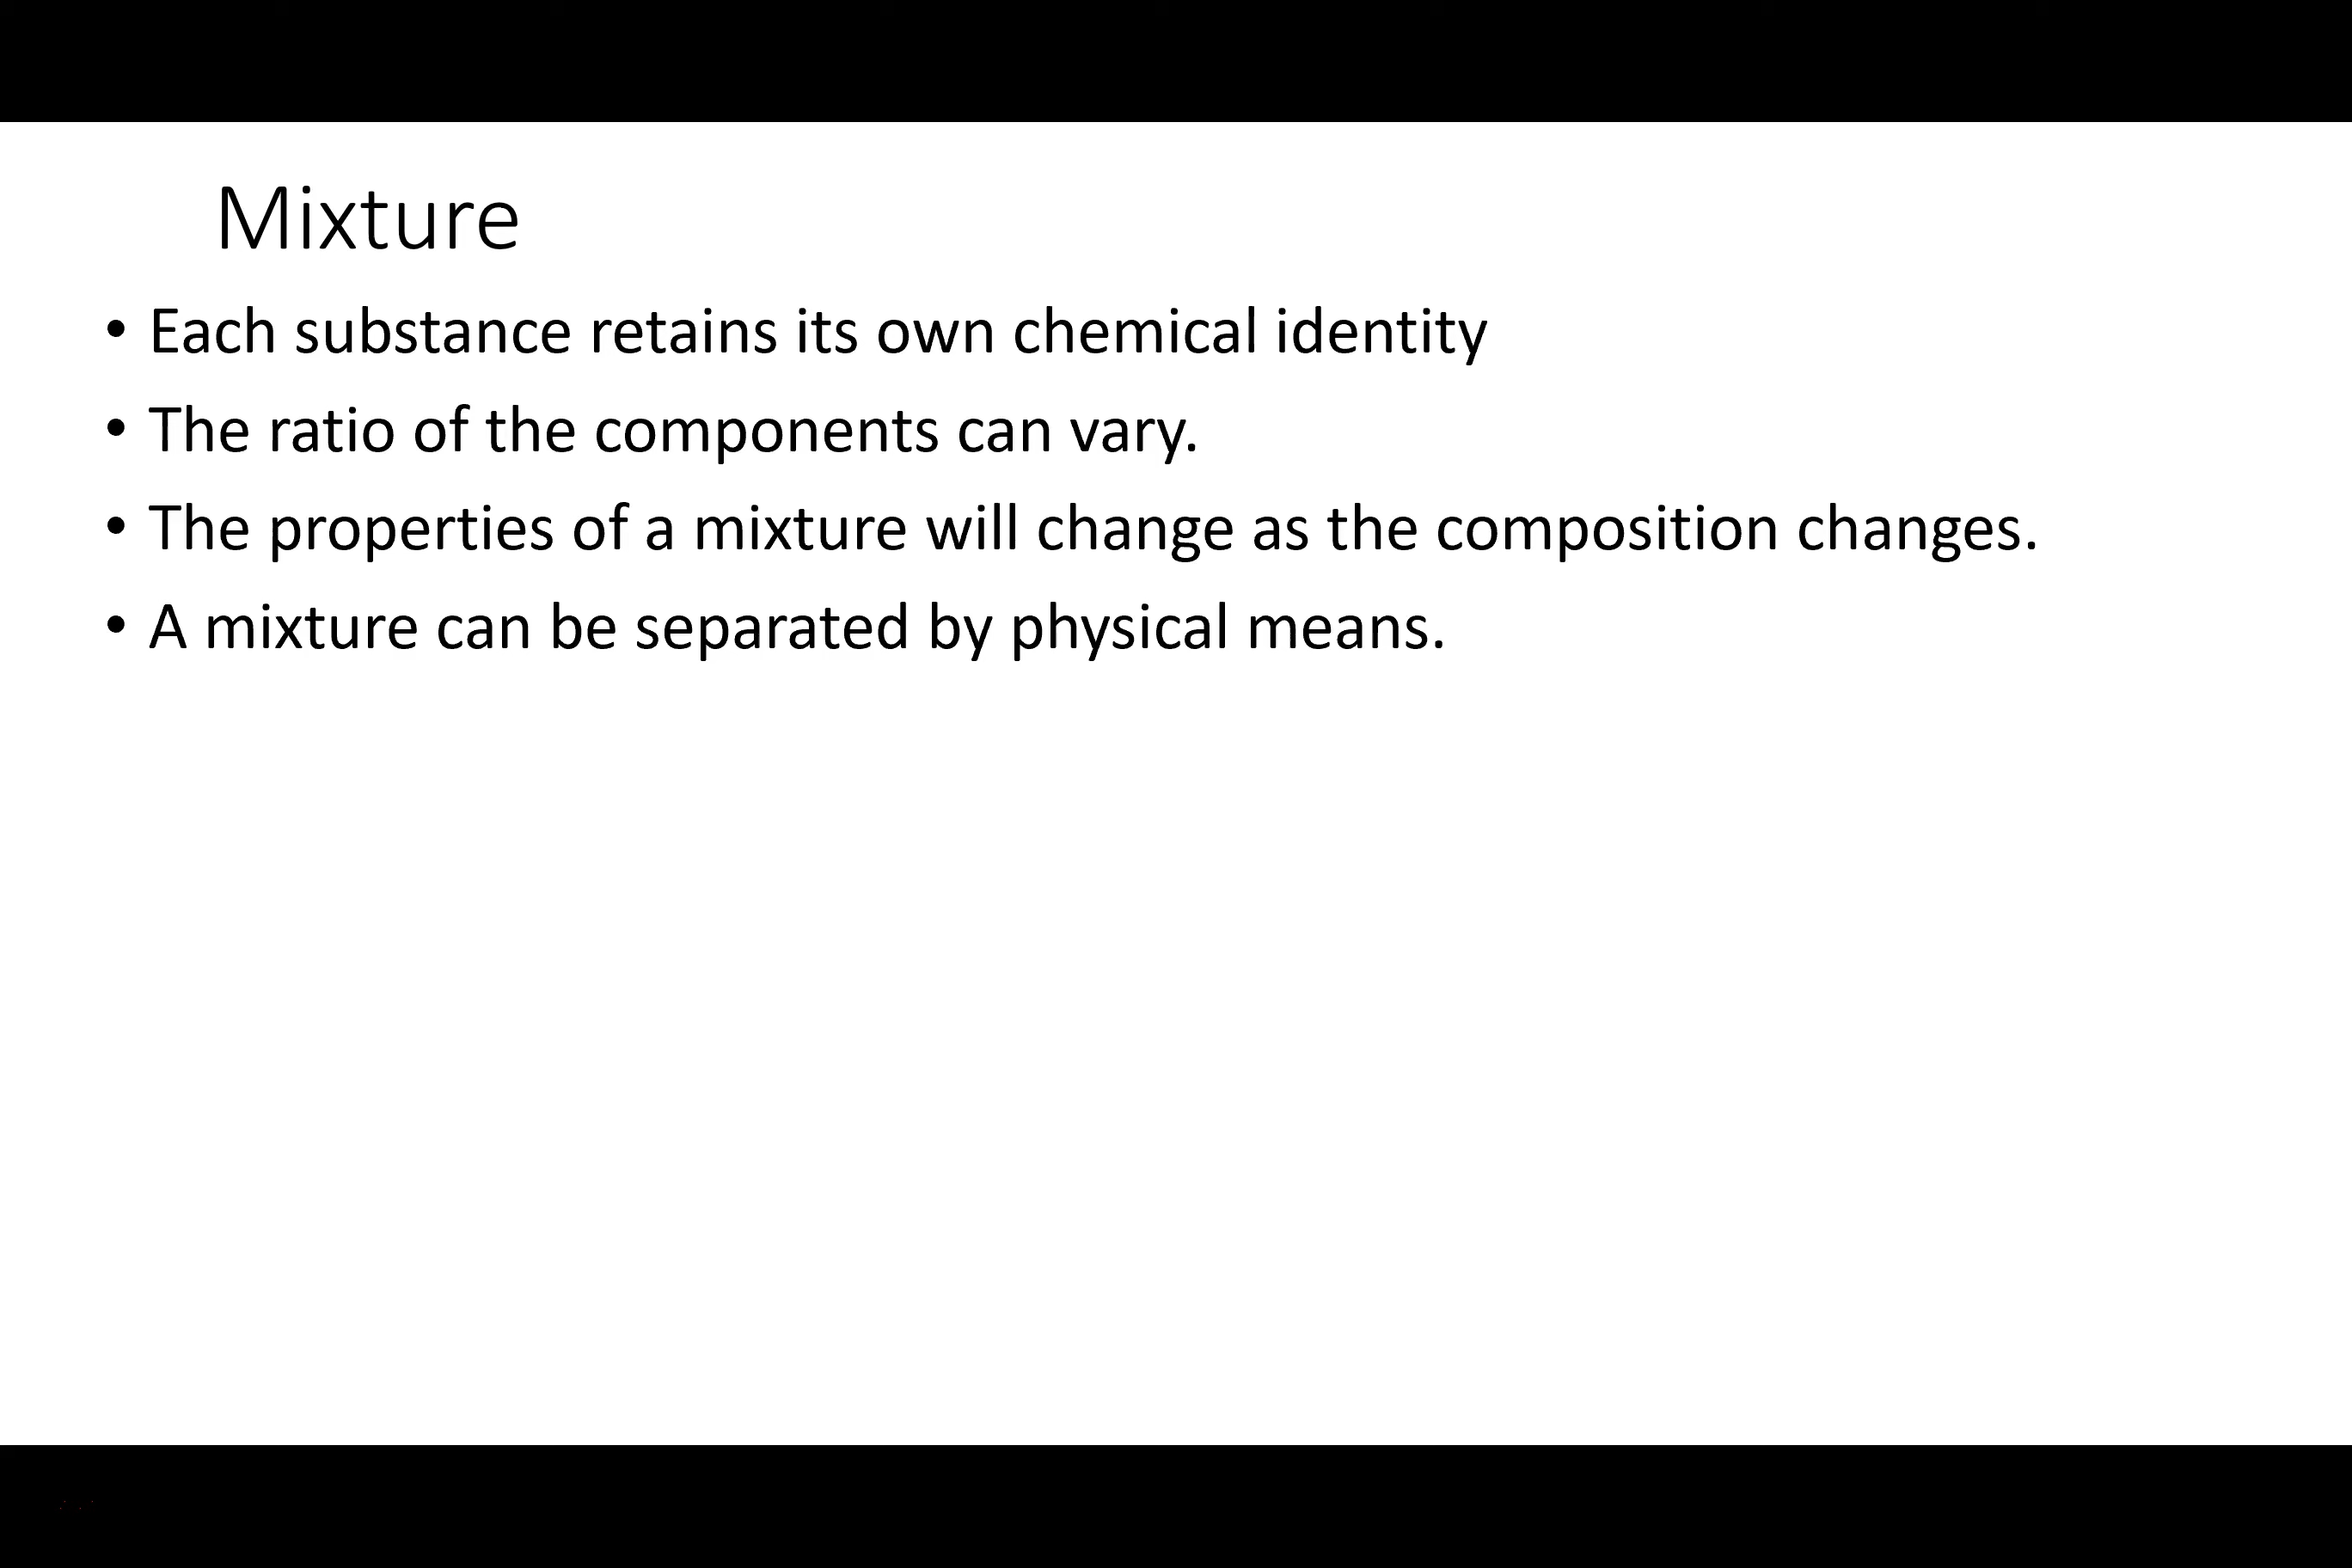 Mixture
• Each substance retains its own chemical identity
• The ratio of the components can vary.
• The properties of a mixture will change as the composition changes.
• A mixture can be separated by physical means.